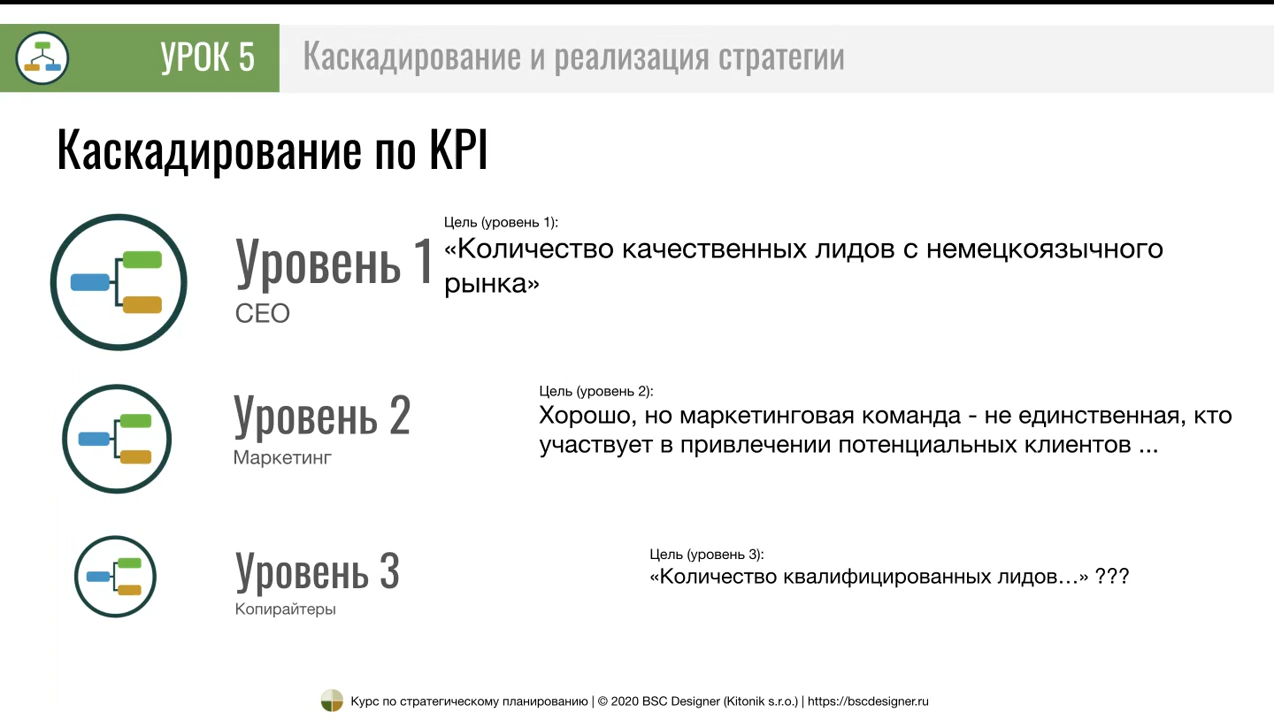 УРОК 5
Каскадирование и реализация стратегии
Каскадирование по KPI
Уровень 1
CEO
Цель (уровень 1):
«Количество качественных лидов с немецкоязычного
рынка»
Уровень 2
Маркетинг
Цель (уровень 2):
Хорошо, но маркетинговая команда - не единственная, кто
участвует в привлечении потенциальных клиентов ...
Уровень 3
Копирайтеры
Цель (уровень 3):
«Количество квалифицированных лидов…» ???
Курс по стратегическому планированию | © 2020 BSC Designer (Kitonik s.r.o.) | https://bscdesigner.ru